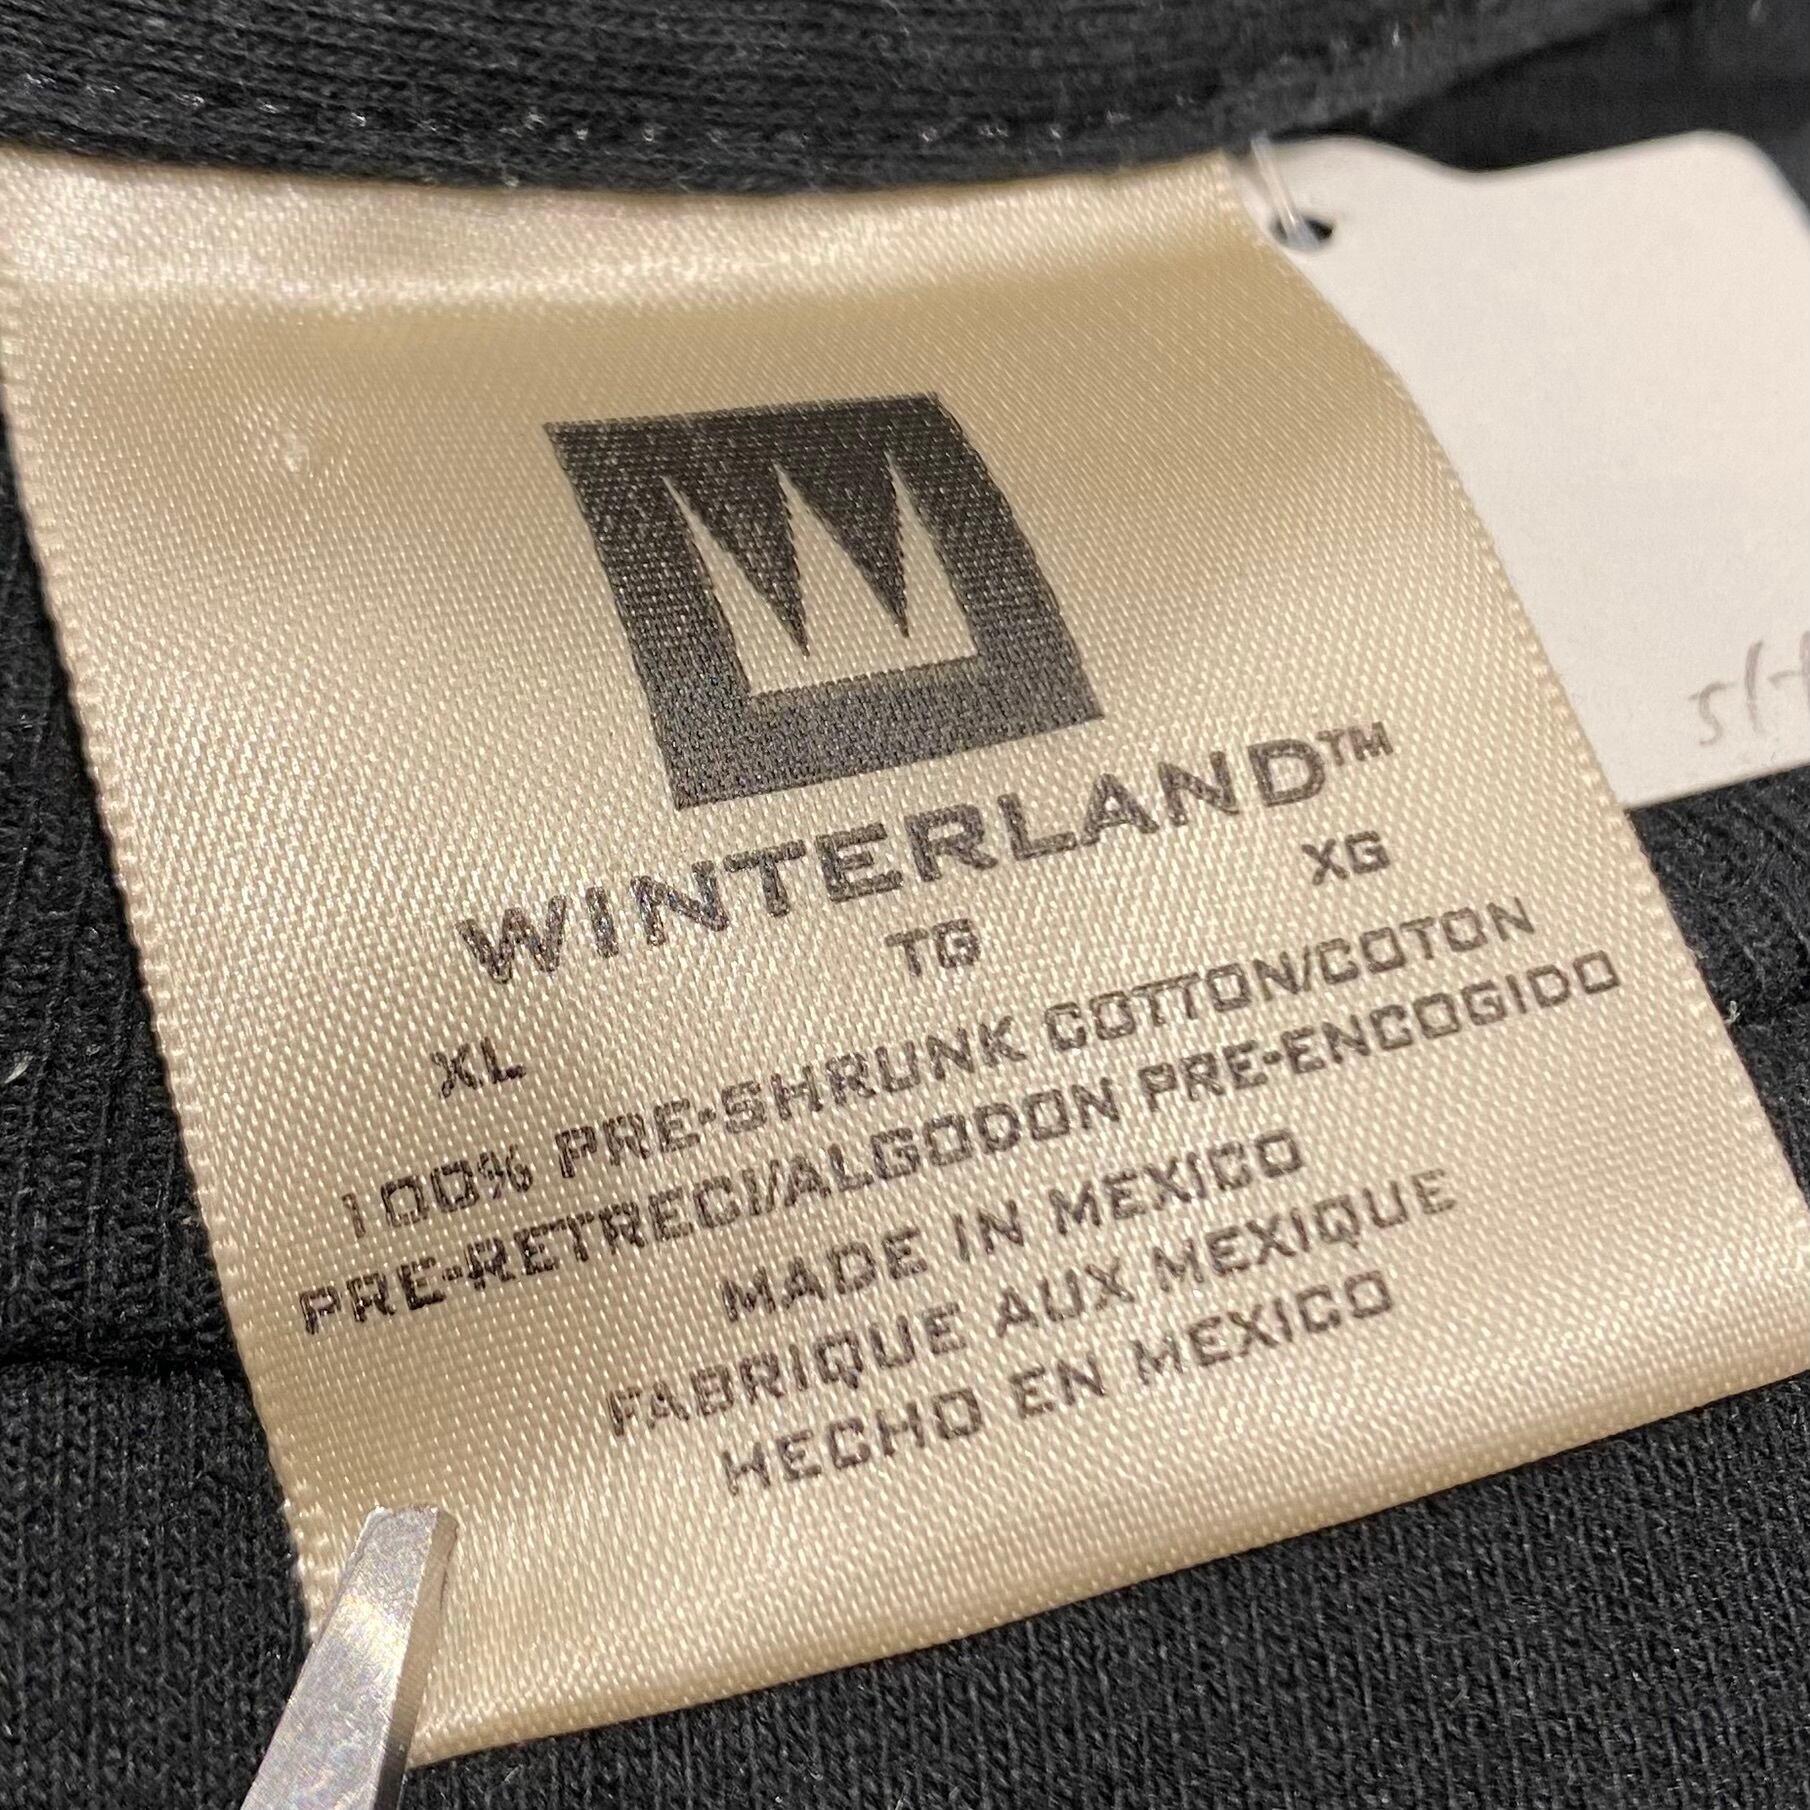 WINTERLAND™
XL TG XG
100% PRE-SHRUNK COTTON/COTON
PRE-RETRECI/ALGODON PRE-ENCOGIDO
MADE IN MEXICO
FABRIQUE AUX MEXIQUE
HECHO EN MEXICO